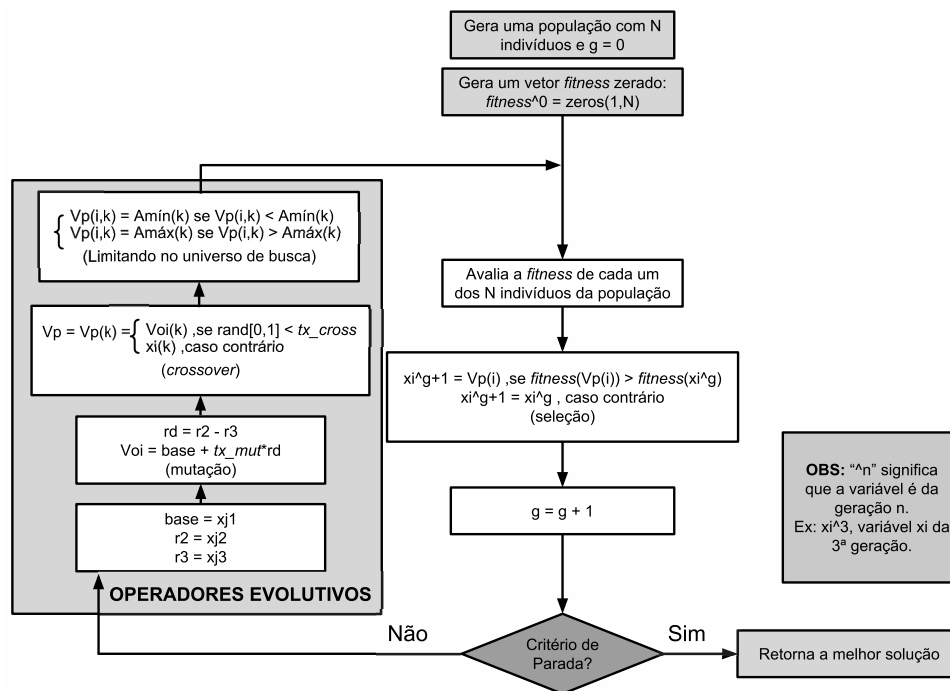 Gera uma população com N
indivíduos e g = 0
Gera um vetor fitness zerado:
fitness^0 = zeros(1,N)
Vp(i,k) = Amín(k) se Vp(i,k) < Amín(k)
Vp(i,k) = Amáx(k) se Vp(i,k) > Amáx(k)
(Limitando no universo de busca)
Avalia a fitness de cada um
dos N indivíduos da população
Vp = Vp(k) = { Voi(k) ,se rand[0,1] < tx_cross
xi(k) ,caso contrário
(crossover)
xi^g+1 = Vp(i) ,se fitness(Vp(i)) > fitness(xi^g)
xi^g+1 = xi^g , caso contrário
(seleção)
rd = r2 - r3
Voi = base + tx_mut*rd
(mutação)
base = xj1
r2 = xj2
r3 = xj3
OPERADORES EVOLUTIVOS
g = g + 1
OBS: “^n” significa
que a variável é da
geração n.
Ex: xi^3, variável xi da
3ª geração.
Não
Critério de
Parada?
Sim
Retorna a melhor solução